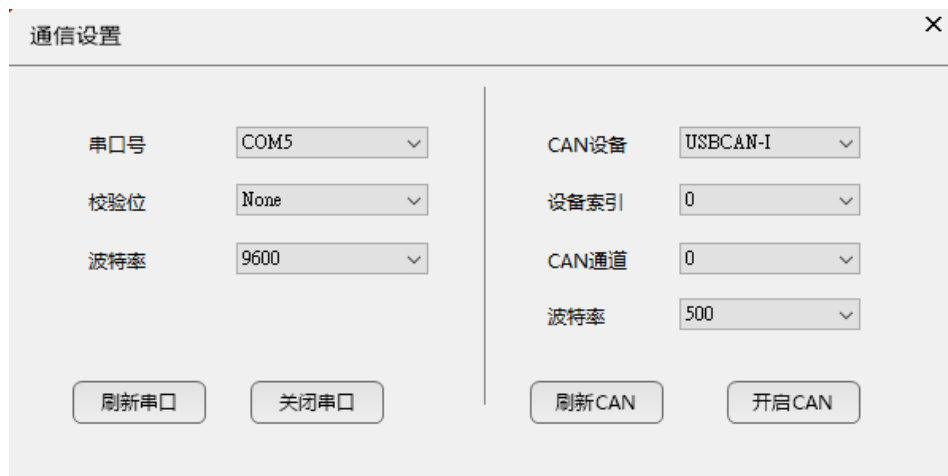 通信设置
串口号 COM5
校验位 None
波特率 9600
刷新串口 关闭串口
CAN设备 USBCAN-I
设备索引 0
CAN通道 0
波特率 500
刷新CAN 开启CAN